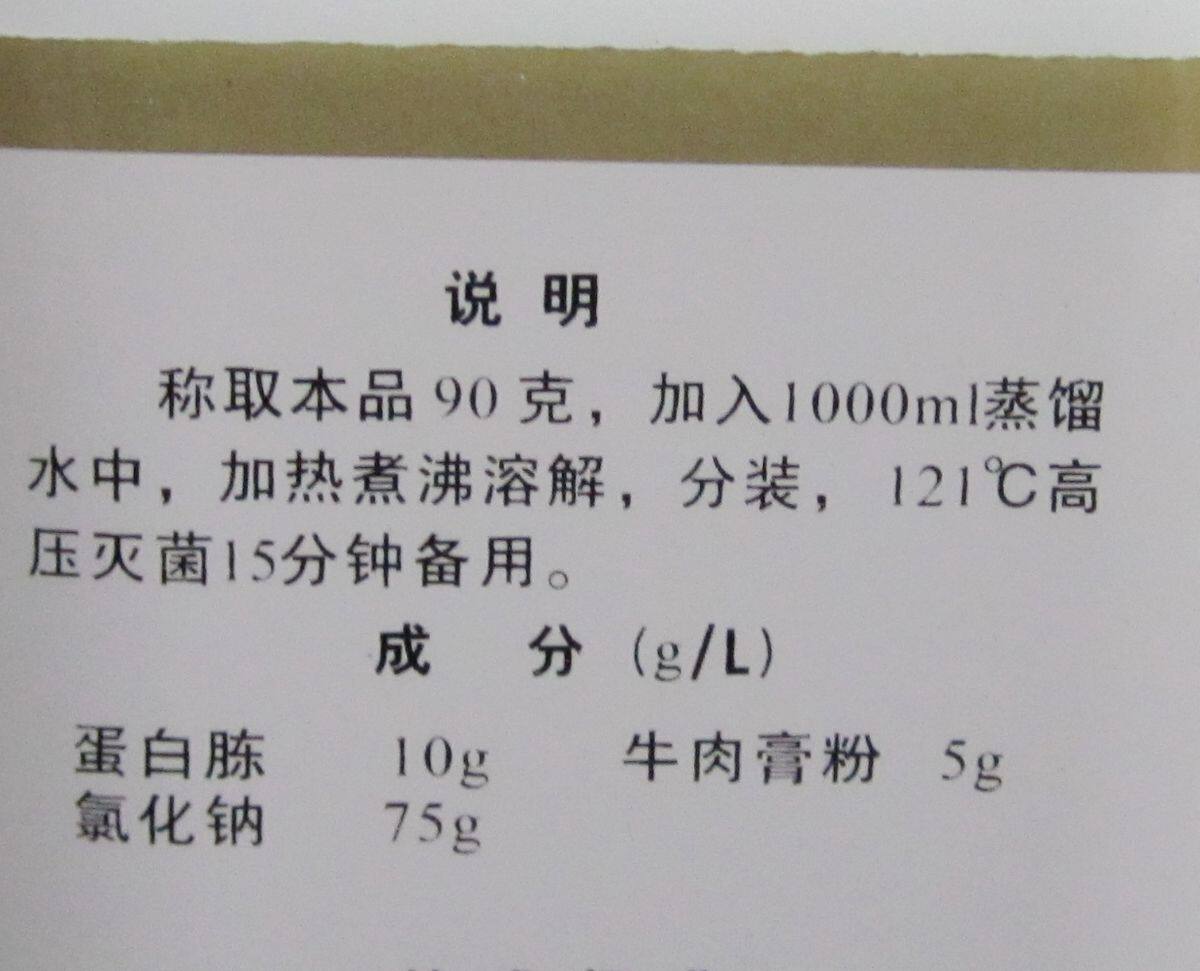 说 明
称取本品 90 克，加入1000ml蒸馏
水中，加热煮沸溶解，分装， 121℃高
压灭菌15分钟备用。
成 分 (g/L)
蛋白胨 10g 牛肉膏粉 5g
氯化钠 75g